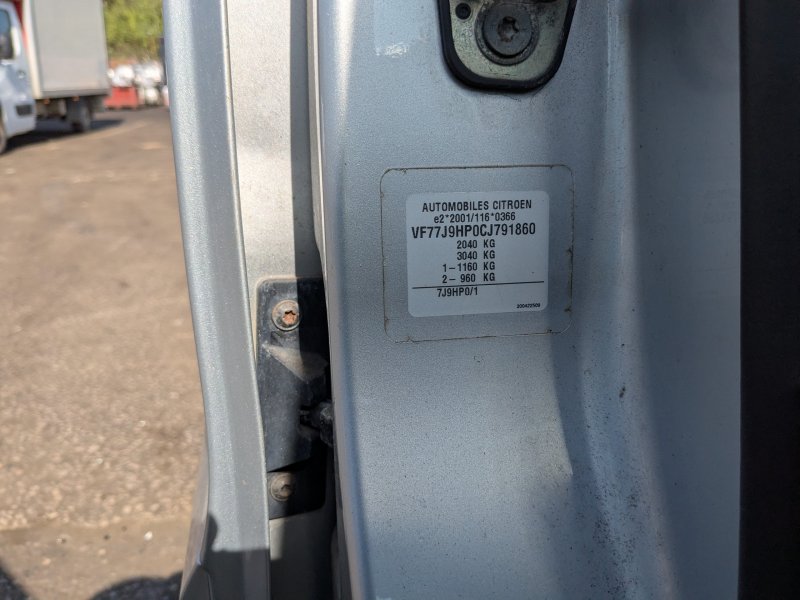 AUTOMOBILES CITROEN
e2*2001/116*0366
VF77J9HP0CJ791860
2040 KG
3040 KG
1-1160 KG
2- 960 KG
7J9HP0/1